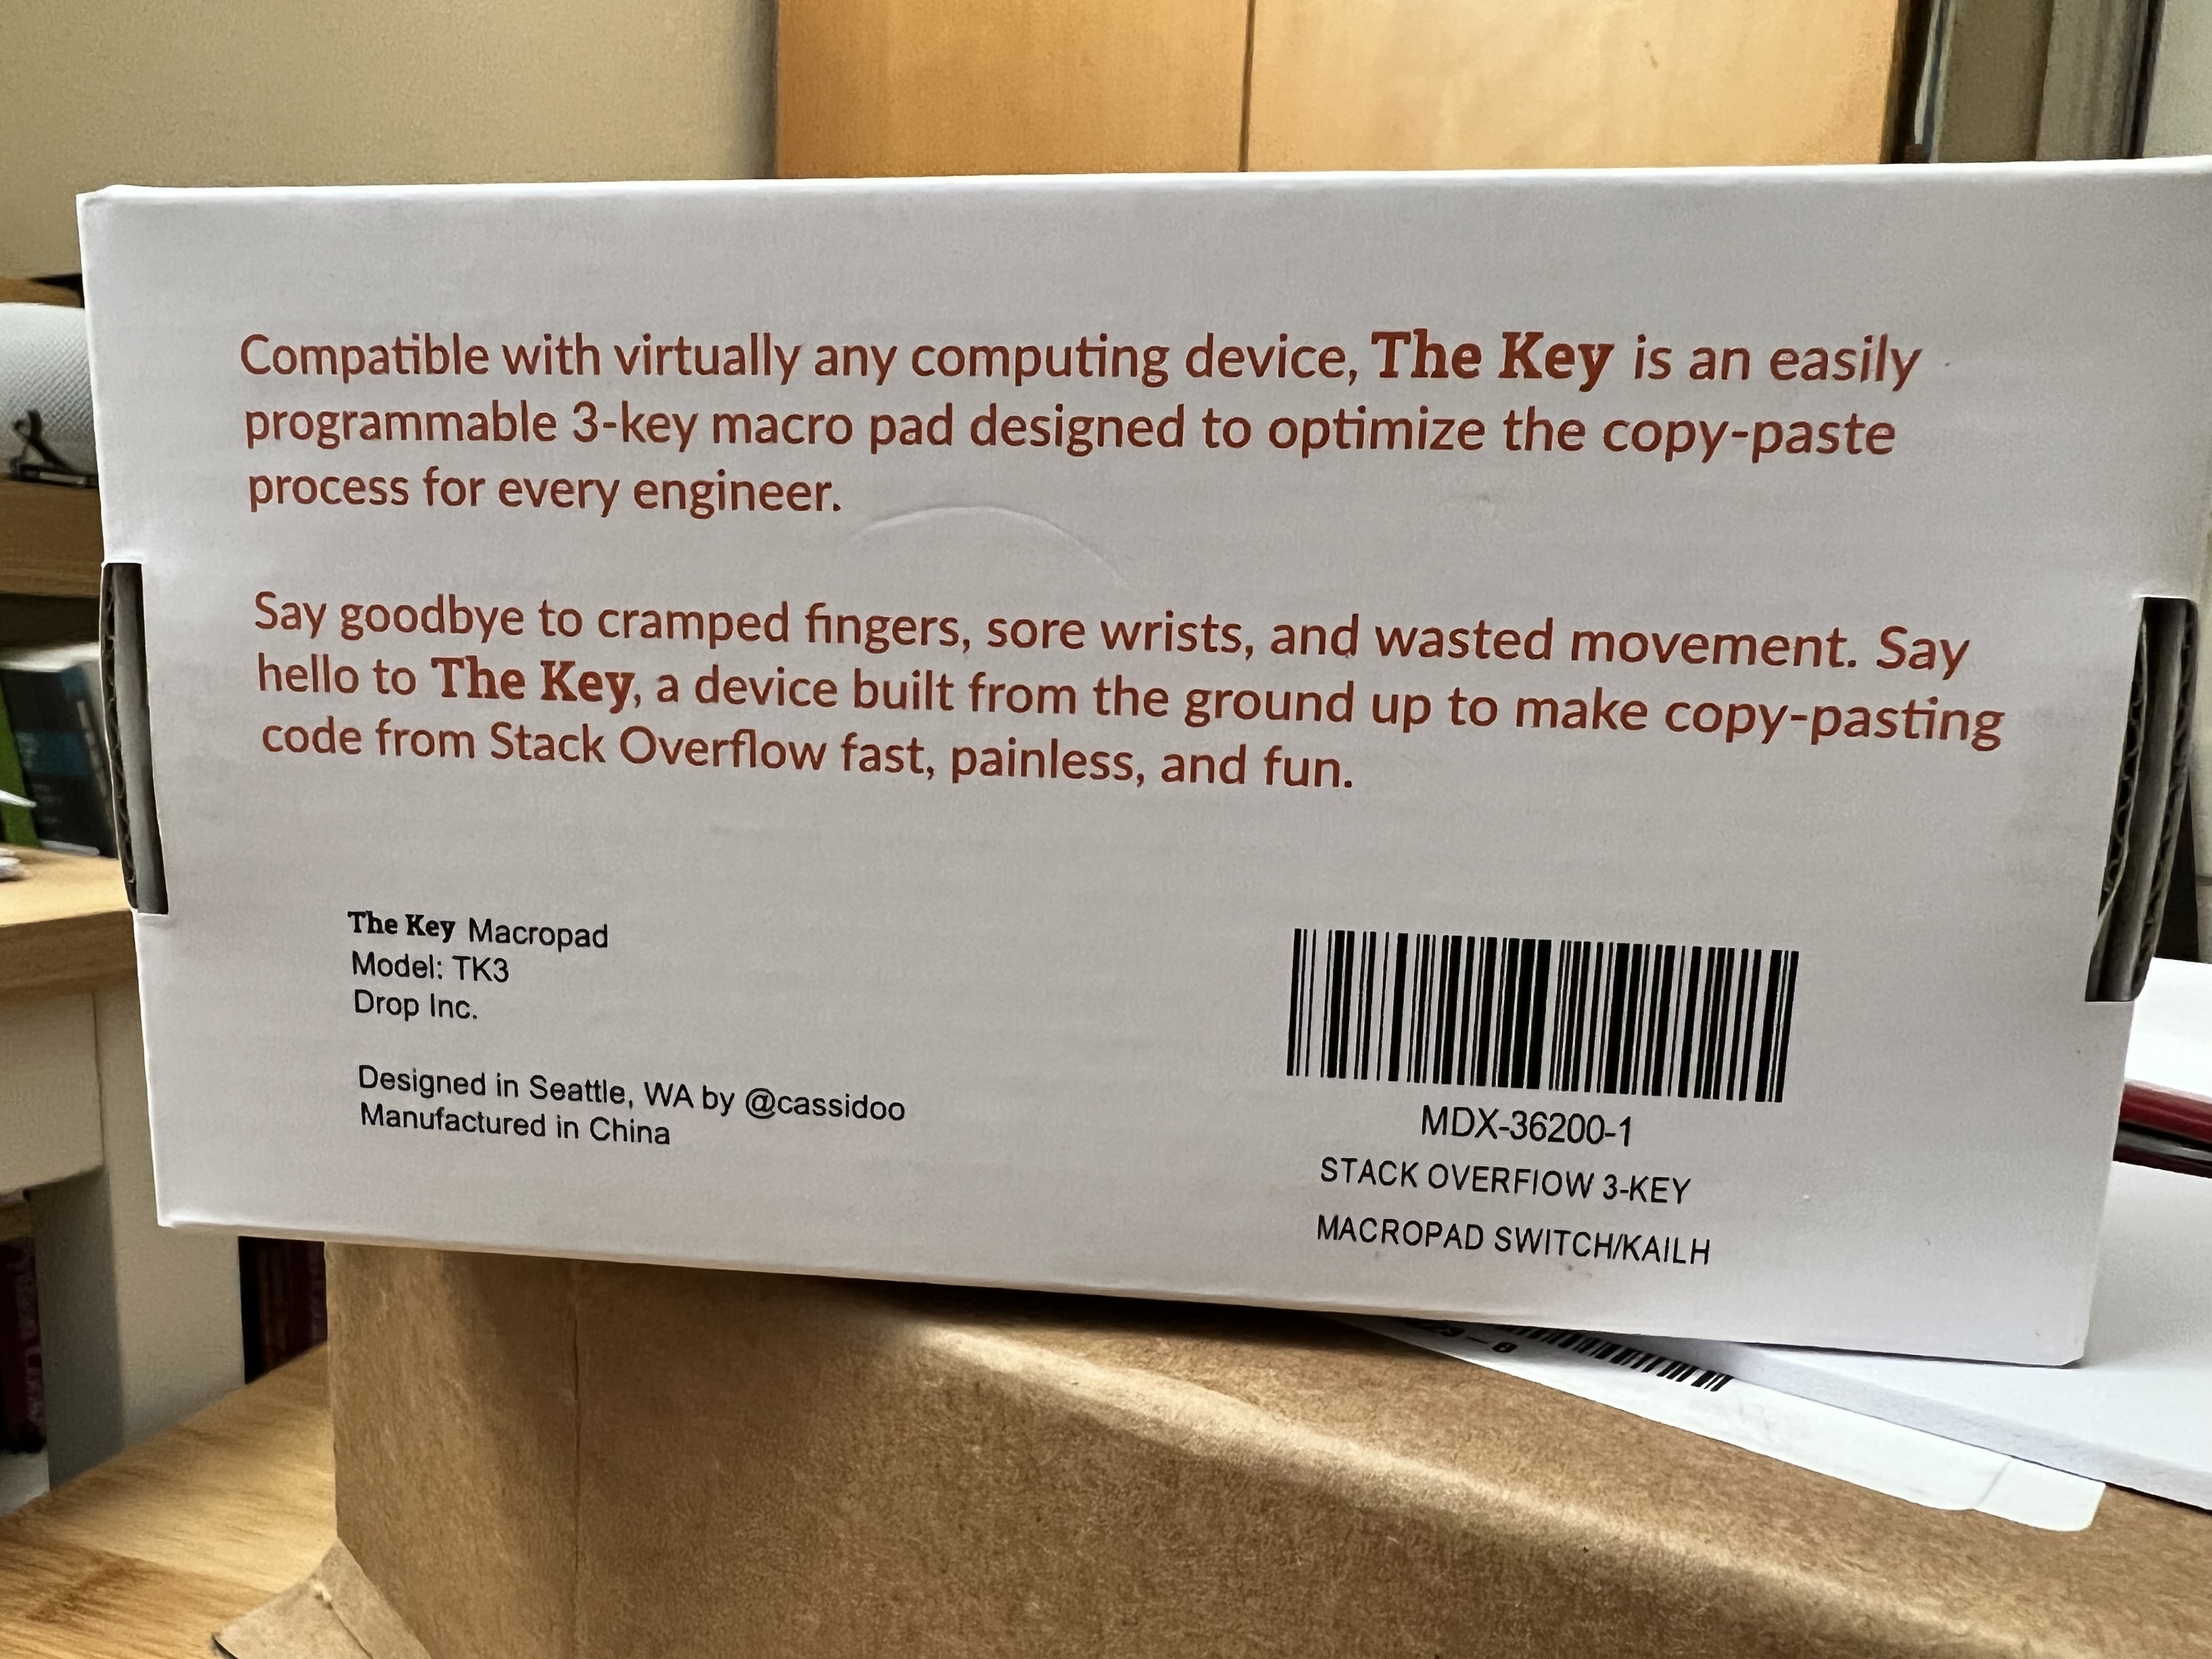 Compatible with virtually any computing device, The Key is an easily
programmable 3-key macro pad designed to optimize the copy-paste
process for every engineer.
Say goodbye to cramped fingers, sore wrists, and wasted movement. Say
hello to The Key, a device built from the ground up to make copy-pasting
code from Stack Overflow fast, painless, and fun.
The Key Macropad
Model: TK3
Drop Inc.
Designed in Seattle, WA by @cassidoo
Manufactured in China
MDX-36200-1
STACK OVERFIOW 3-KEY
MACROPAD SWITCH/KAILH